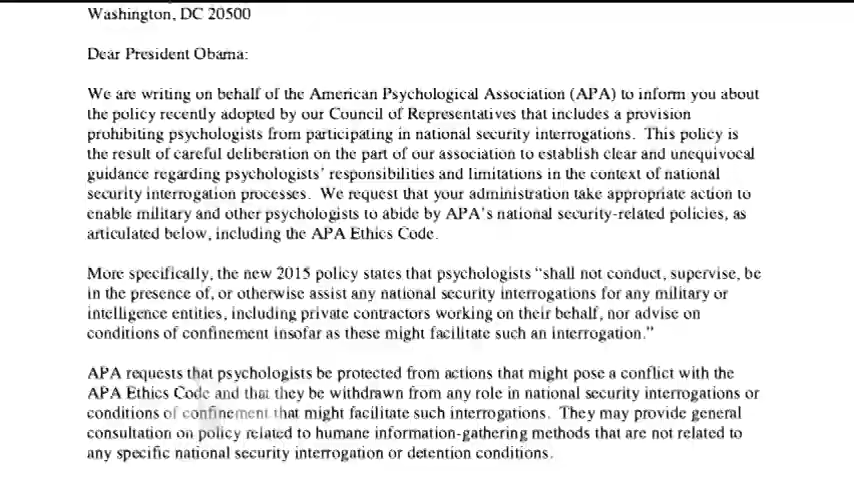 Washington, DC 20500
Dear President Obama:
We are writing on behalf of the American Psychological Association (APA) to inform you about
the policy recently adopted by our Council of Representatives that includes a provision
prohibiting psychologists from participating in national security interrogations. This policy is
the result of careful deliberation on the part of our association to establish clear and unequivocal
guidance regarding psychologists' responsibilities and limitations in the context of national
security interrogation processes. We request that your administration take appropriate action to
enable military and other psychologists to abide by APA's national security-related policies, as
articulated below, including the APA Ethics Code.
More specifically, the new 2015 policy states that psychologists “shall not conduct, supervise, be
in the presence of, or otherwise assist any national security interrogations for any military or
intelligence entities, including private contractors working on their behalf, nor advise on
conditions of confinement insofar as these might facilitate such an interrogation.”
APA requests that psychologists be protected from actions that might pose a conflict with the
APA Ethics Code and that they be withdrawn from any role in national security interrogations or
conditions of confinement that might facilitate such interrogations. They may provide general
consultation on policy related to humane information-gathering methods that are not related to
any specific national security interrogation or detention conditions.